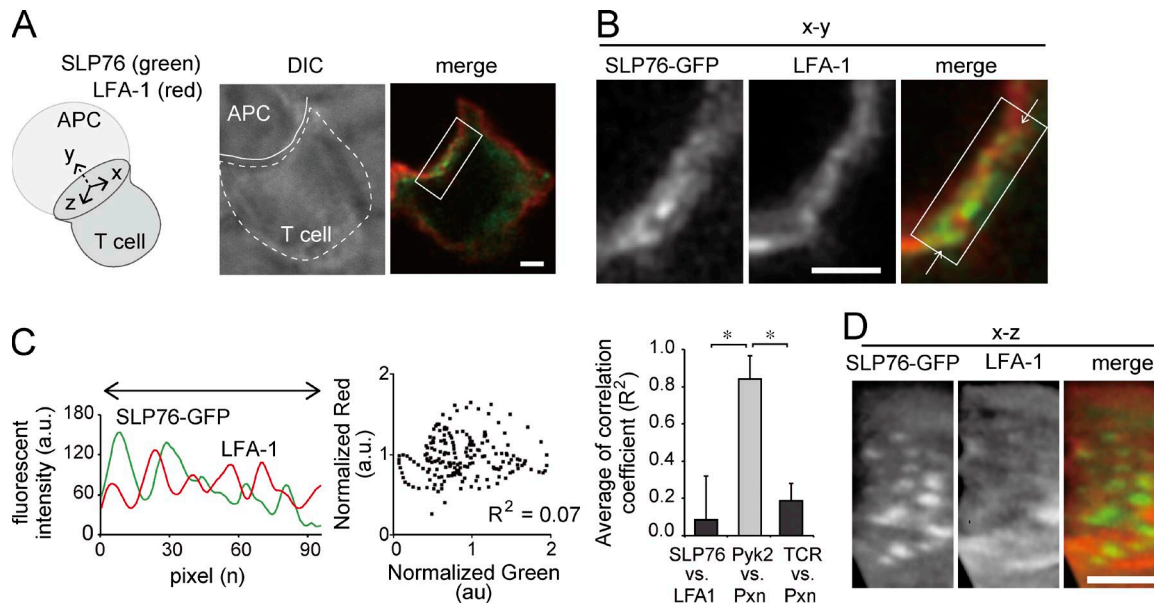 A
SLP76 (green)
LFA-1 (red)
APC
y
x
z
T cell
DIC
merge
APC
T cell
B
x-y
SLP76-GFP
LFA-1
merge
C
fluorescent
intensity (a.u.)
180
120
60
0
SLP76-GFP
LFA-1
0
30
60
90
pixel (n)
Normalized Red
(a.u.)
2
1
0
R² = 0.07
0
1
2
Normalized Green
(au)
Average of correlation
coefficient (R²)
1.0
0.8
0.6
0.4
0.2
0.0
* *
SLP76 Pyk2 TCR
vs. vs. vs.
LFA1 Pxn Pxn
D
x-z
SLP76-GFP
LFA-1
merge